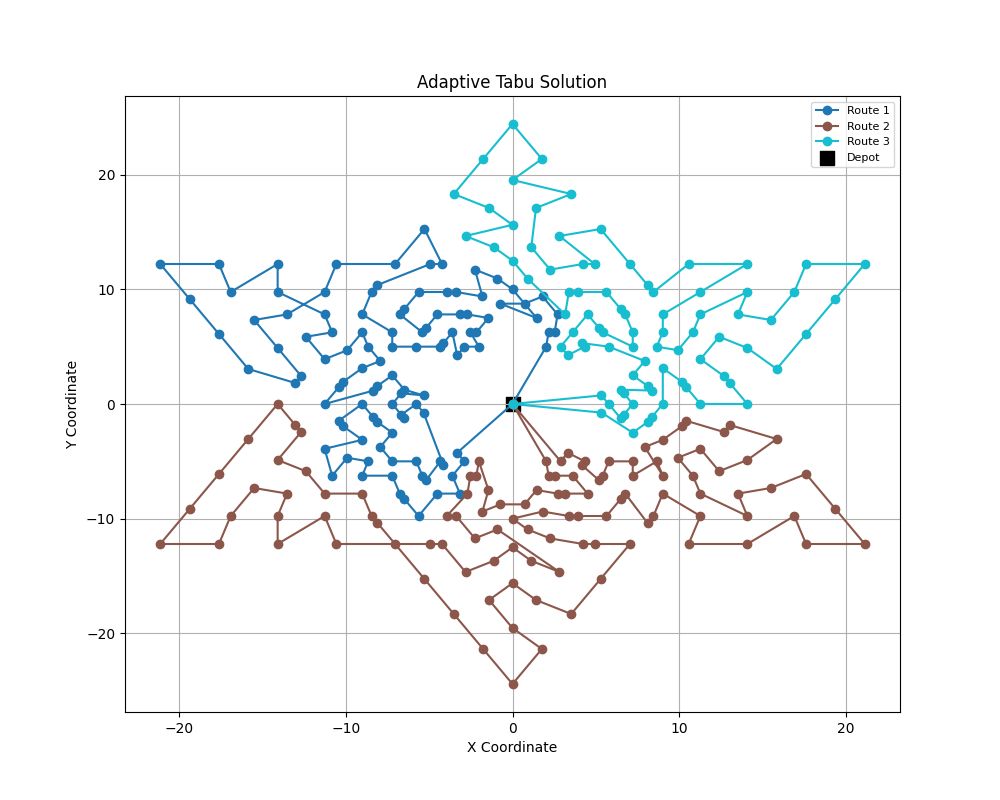 Adaptive Tabu Solution
Route 1
Route 2
Route 3
Depot
20
10
0
−10
−20
Y Coordinate
−20
−10
0
10
20
X Coordinate